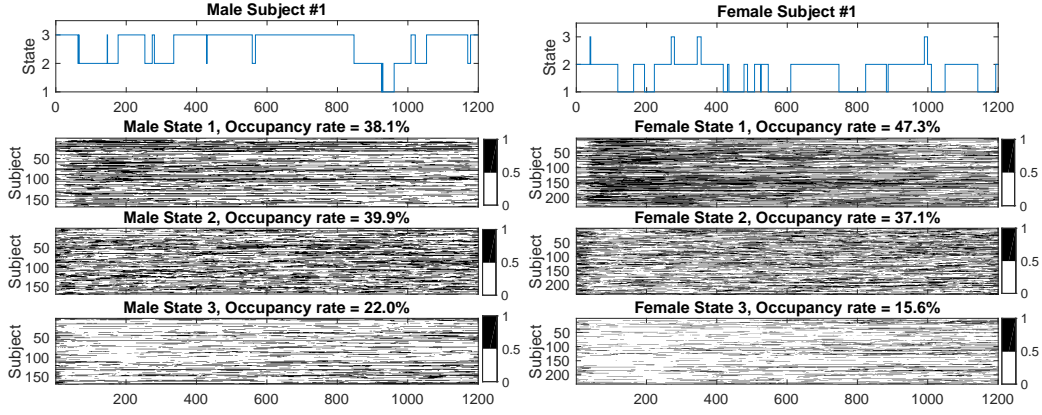 Male Subject #1
State
3
2
1
0 200 400 600 800 1000 1200
Male State 1, Occupancy rate = 38.1%
Subject
50
100
150
1
0.5
0
Male State 2, Occupancy rate = 39.9%
Subject
50
100
150
1
0.5
0
Male State 3, Occupancy rate = 22.0%
Subject
50
100
150
1
0.5
0
200 400 600 800 1000 1200
Female Subject #1
State
3
2
1
0 200 400 600 800 1000 1200
Female State 1, Occupancy rate = 47.3%
Subject
50
100
150
200
1
0.5
0
Female State 2, Occupancy rate = 37.1%
Subject
50
100
150
200
1
0.5
0
Female State 3, Occupancy rate = 15.6%
Subject
50
100
150
200
1
0.5
0
200 400 600 800 1000 1200